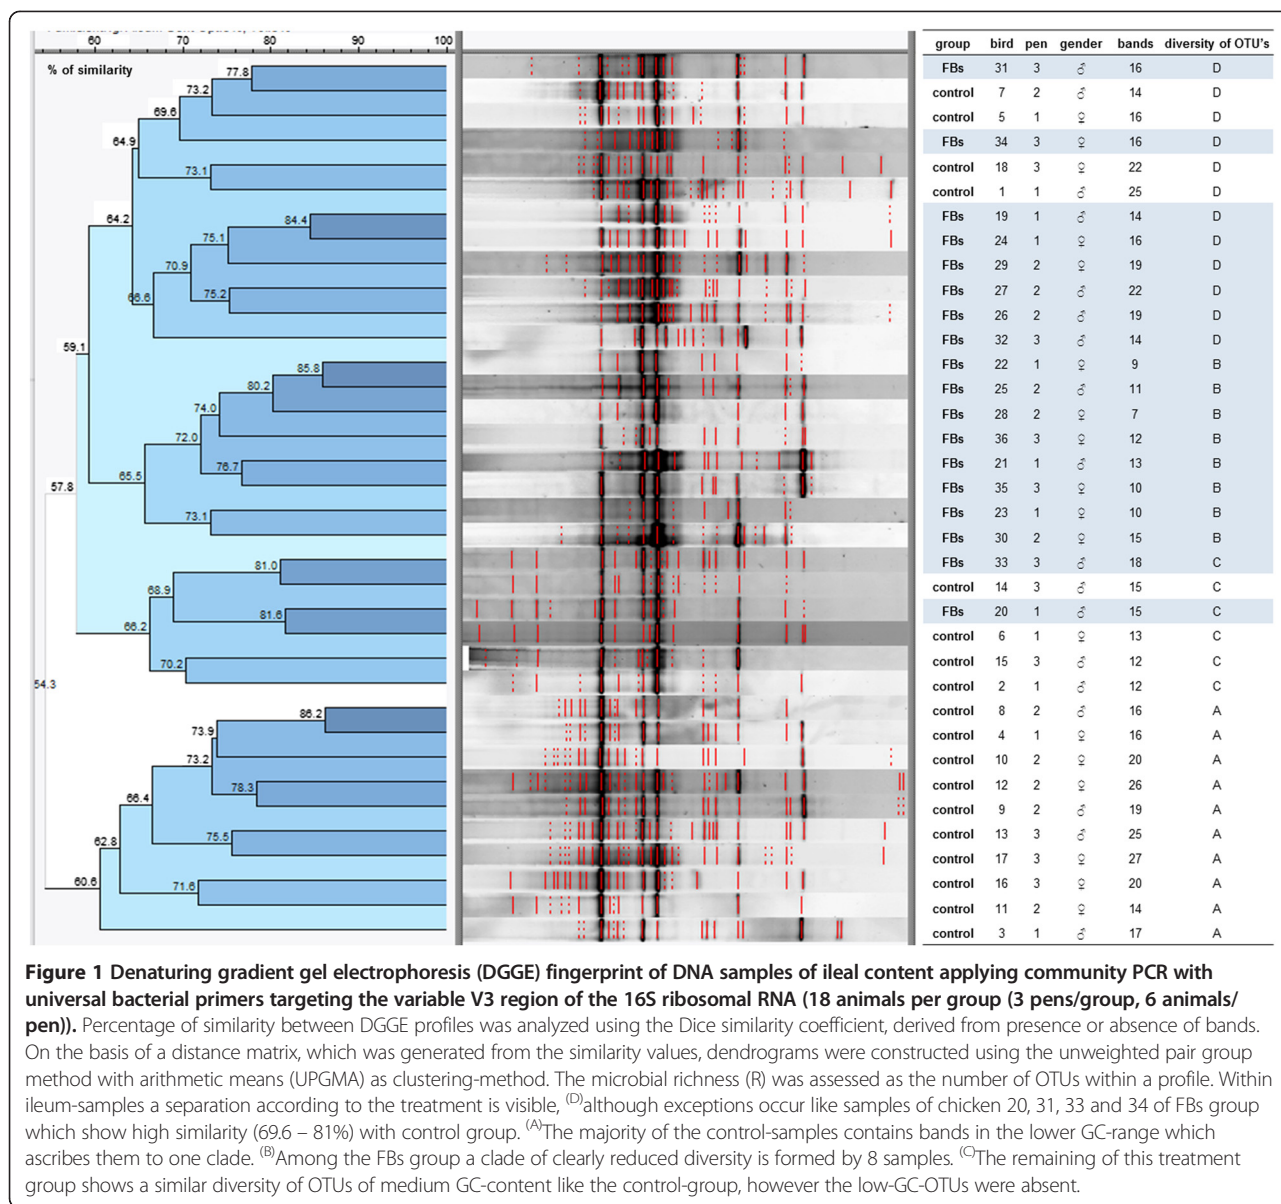 60 70 80 90 100
% of similarity
77.8
73.2
69.6
64.9
73.1
64.2
84.4
75.1
70.9
75.2
66.6
59.1
85.8
80.2
74.0
72.0
76.7
65.5
57.8
73.1
81.0
68.9
81.6
66.2
70.2
54.3
86.2
73.9
73.2
78.3
66.4
75.5
62.8
71.6
60.6
group bird pen gender bands diversity of OTU's
FBs 31 3 ♂ 16 D
control 7 2 ♂ 14 D
control 5 1 ♀ 16 D
FBs 34 3 ♀ 16 D
control 18 3 ♀ 22 D
control 1 1 ♂ 25 D
FBs 19 1 ♂ 14 D
FBs 24 1 ♀ 16 D
FBs 29 2 ♀ 19 D
FBs 27 2 ♂ 22 D
FBs 26 2 ♂ 19 D
FBs 32 3 ♂ 14 D
FBs 22 1 ♀ 9 B
FBs 25 2 ♂ 11 B
FBs 28 2 ♀ 7 B
FBs 36 3 ♀ 12 B
FBs 21 1 ♂ 13 B
FBs 35 3 ♀ 10 B
FBs 23 1 ♀ 10 B
FBs 30 2 ♀ 15 B
FBs 33 3 ♂ 18 C
control 14 3 ♂ 15 C
FBs 20 1 ♂ 15 C
control 6 1 ♀ 13 C
control 15 3 ♂ 12 C
control 2 1 ♂ 12 C
control 8 2 ♂ 16 A
control 4 1 ♀ 16 A
control 10 2 ♀ 20 A
control 12 2 ♀ 26 A
control 9 2 ♂ 19 A
control 13 3 ♂ 25 A
control 17 3 ♀ 27 A
control 16 3 ♀ 20 A
control 11 2 ♀ 14 A
control 3 1 ♂ 17 A
Figure 1 Denaturing gradient gel electrophoresis (DGGE) fingerprint of DNA samples of ileal content applying community PCR with
universal bacterial primers targeting the variable V3 region of the 16S ribosomal RNA (18 animals per group (3 pens/group, 6 animals/
pen)). Percentage of similarity between DGGE profiles was analyzed using the Dice similarity coefficient, derived from presence or absence of bands.
On the basis of a distance matrix, which was generated from the similarity values, dendrograms were constructed using the unweighted pair group
method with arithmetic means (UPGMA) as clustering-method. The microbial richness (R) was assessed as the number of OTUs within a profile. Within
ileum-samples a separation according to the treatment is visible, (D)although exceptions occur like samples of chicken 20, 31, 33 and 34 of FBs group
which show high similarity (69.6 – 81%) with control group. (A)The majority of the control-samples contains bands in the lower GC-range which
ascribes them to one clade. (B)Among the FBs group a clade of clearly reduced diversity is formed by 8 samples. (C)The remaining of this treatment
group shows a similar diversity of OTUs of medium GC-content like the control-group, however the low-GC-OTUs were absent.